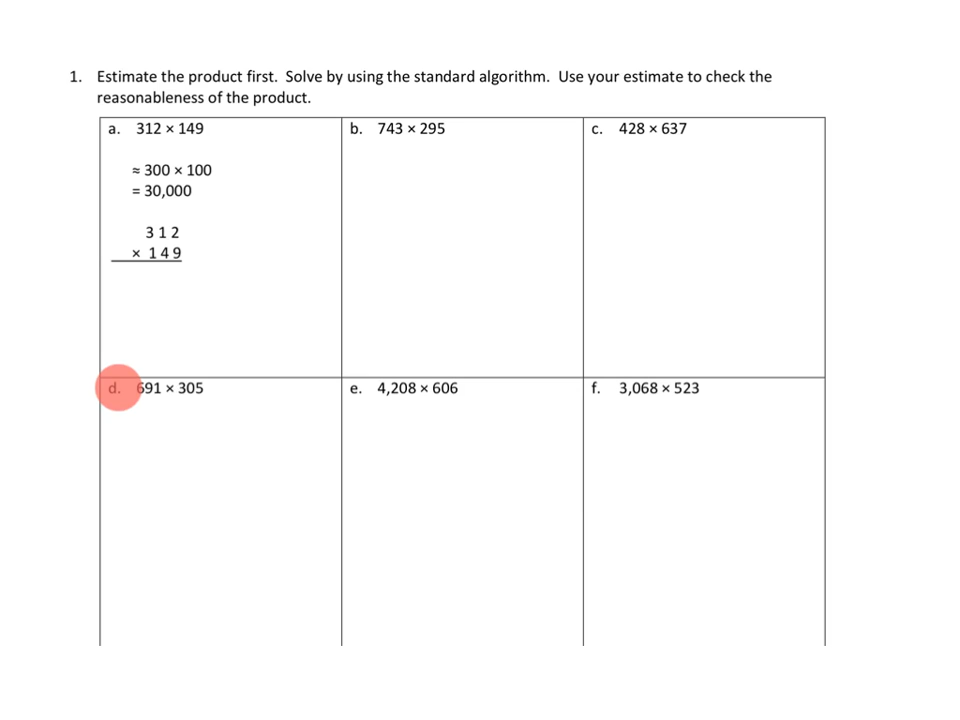 1. Estimate the product first. Solve by using the standard algorithm. Use your estimate to check the
reasonableness of the product.
a. 312 × 149
≈ 300 × 100
= 30,000
3 1 2
× 1 4 9
b. 743 × 295
c. 428 × 637
d. 691 × 305
e. 4,208 × 606
f. 3,068 × 523